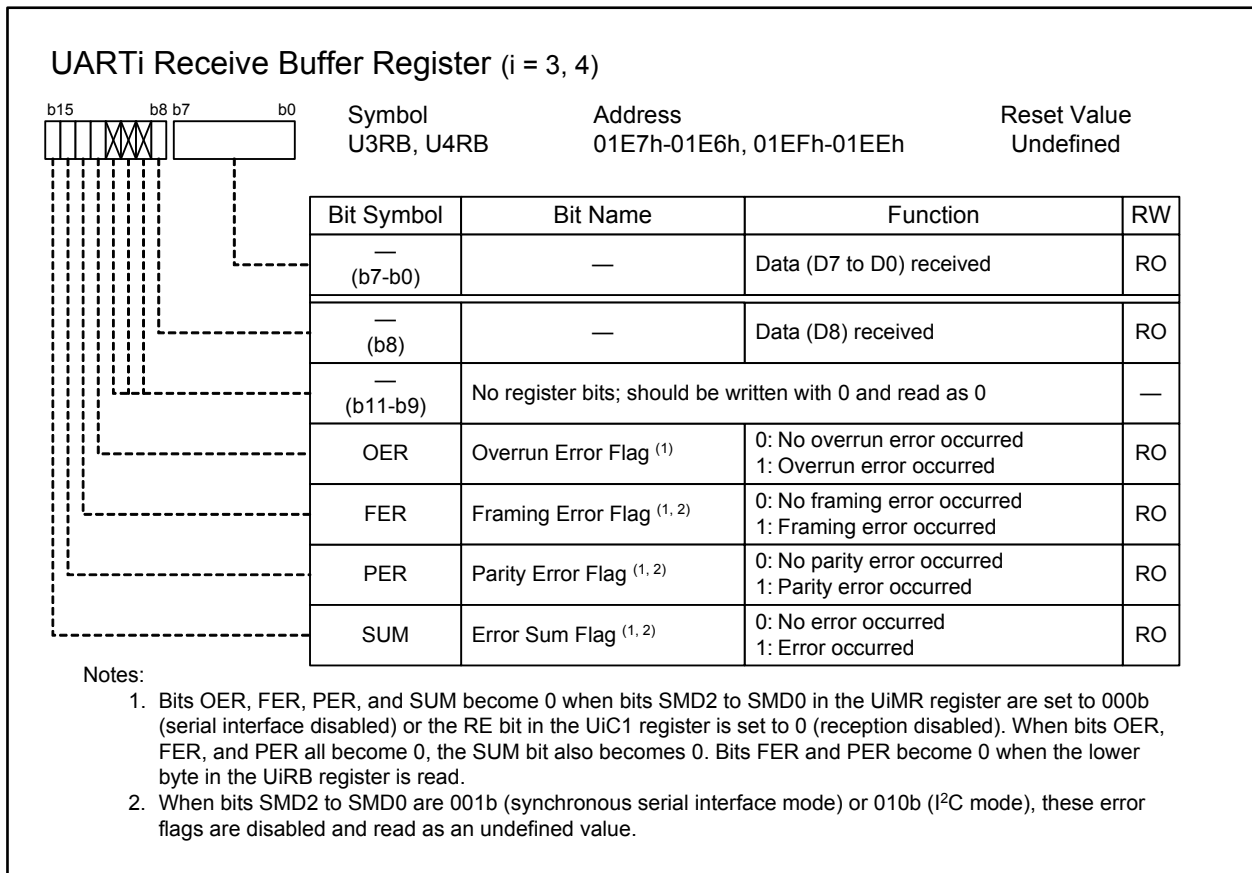 UARTi Receive Buffer Register (i = 3, 4)
b15 b8 b7 b0
Symbol Address Reset Value
U3RB, U4RB 01E7h-01E6h, 01EFh-01EEh Undefined
Bit Symbol Bit Name Function RW
— (b7-b0) — Data (D7 to D0) received RO
— (b8) — Data (D8) received RO
— (b11-b9) No register bits; should be written with 0 and read as 0 —
OER Overrun Error Flag (1) 0: No overrun error occurred RO
1: Overrun error occurred
FER Framing Error Flag (1, 2) 0: No framing error occurred RO
1: Framing error occurred
PER Parity Error Flag (1, 2) 0: No parity error occurred RO
1: Parity error occurred
SUM Error Sum Flag (1, 2) 0: No error occurred RO
1: Error occurred
Notes:
1. Bits OER, FER, PER, and SUM become 0 when bits SMD2 to SMD0 in the UiMR register are set to 000b
(serial interface disabled) or the RE bit in the UiC1 register is set to 0 (reception disabled). When bits OER,
FER, and PER all become 0, the SUM bit also becomes 0. Bits FER and PER become 0 when the lower
byte in the UiRB register is read.
2. When bits SMD2 to SMD0 are 001b (synchronous serial interface mode) or 010b (I²C mode), these error
flags are disabled and read as an undefined value.